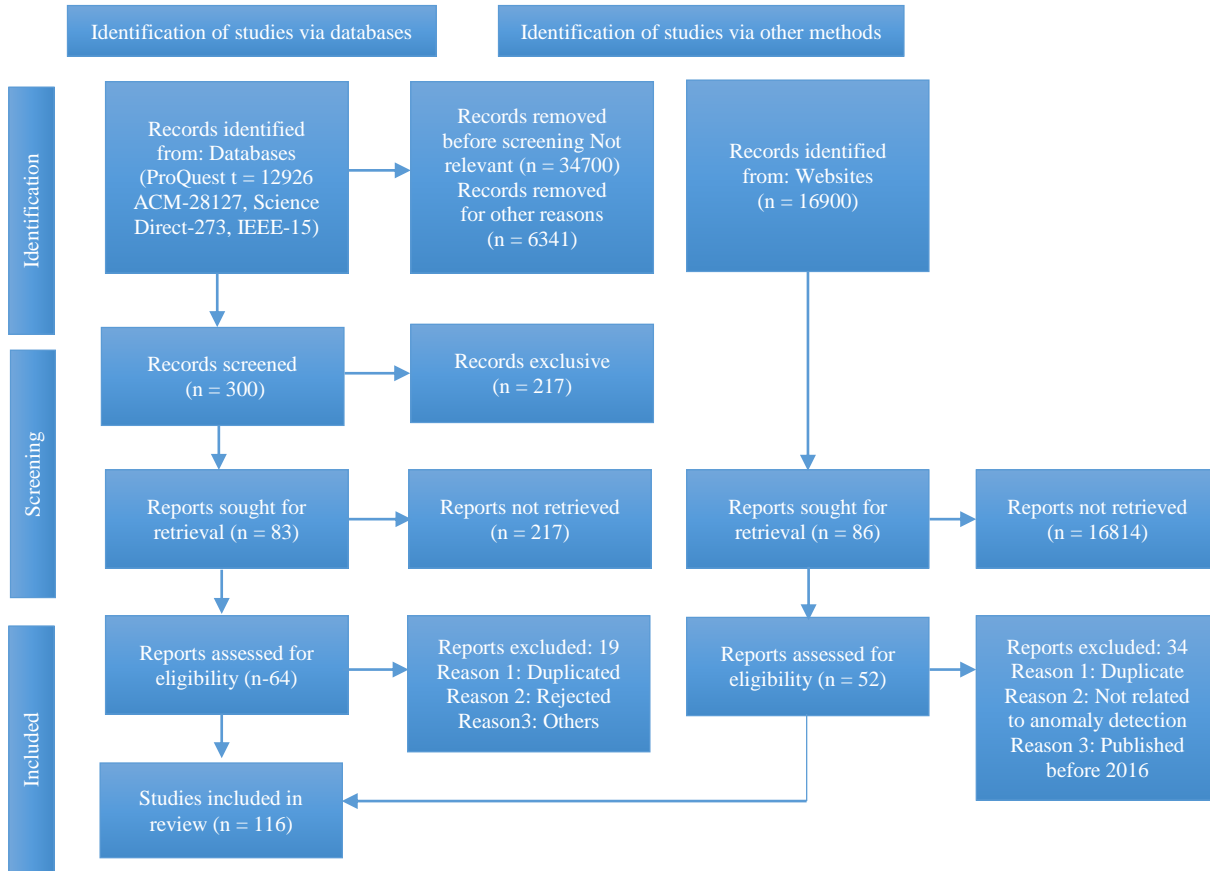 Identification of studies via databases
Identification of studies via other methods
Identification
Records identified
from: Databases
(ProQuest t = 12926
ACM-28127, Science
Direct-273, IEEE-15)
Records removed
before screening Not
relevant (n = 34700)
Records removed
for other reasons
(n = 6341)
Records identified
from: Websites
(n = 16900)
Screening
Records screened
(n = 300)
Records exclusive
(n = 217)
Reports sought for
retrieval (n = 83)
Reports not retrieved
(n = 217)
Reports sought for
retrieval (n = 86)
Reports not retrieved
(n = 16814)
Included
Reports assessed for
eligibility (n-64)
Reports excluded: 19
Reason 1: Duplicated
Reason 2: Rejected
Reason3: Others
Reports assessed for
eligibility (n = 52)
Reports excluded: 34
Reason 1: Duplicate
Reason 2: Not related
to anomaly detection
Reason 3: Published
before 2016
Studies included in
review (n = 116)